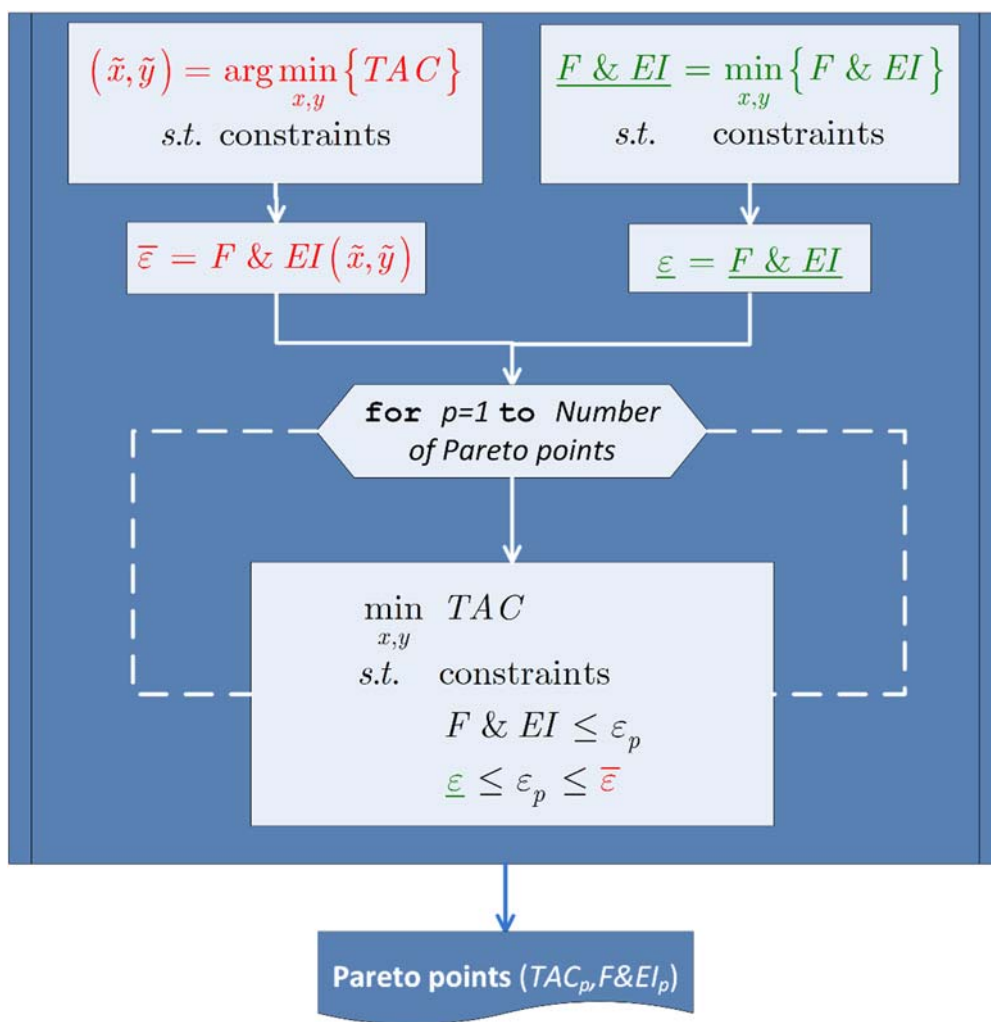 (x̃, ỹ) = arg min {TAC}
x,y
s.t. constraints
F & EI = min {F & EI}
x,y
s.t. constraints
ε̅ = F & EI(x̃, ỹ)
ε̲ = F & EI
for p=1 to Number
of Pareto points
min TAC
x,y
s.t. constraints
F & EI ≤ εₚ
ε̲ ≤ εₚ ≤ ε̅
Pareto points (TACₚ,F&EIₚ)